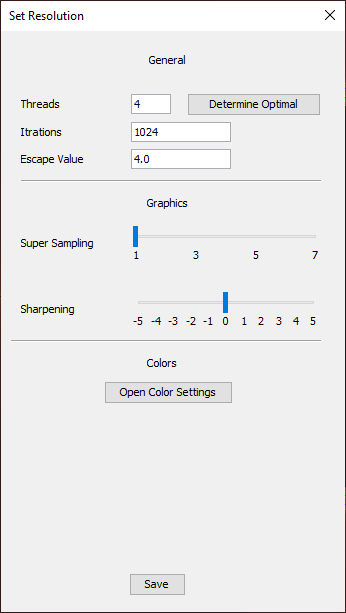 Set Resolution
General
Threads 4 Determine Optimal
Itrations 1024
Escape Value 4.0
Graphics
Super Sampling
1 3 5 7
Sharpening
-5 -4 -3 -2 -1 0 1 2 3 4 5
Colors
Open Color Settings
Save